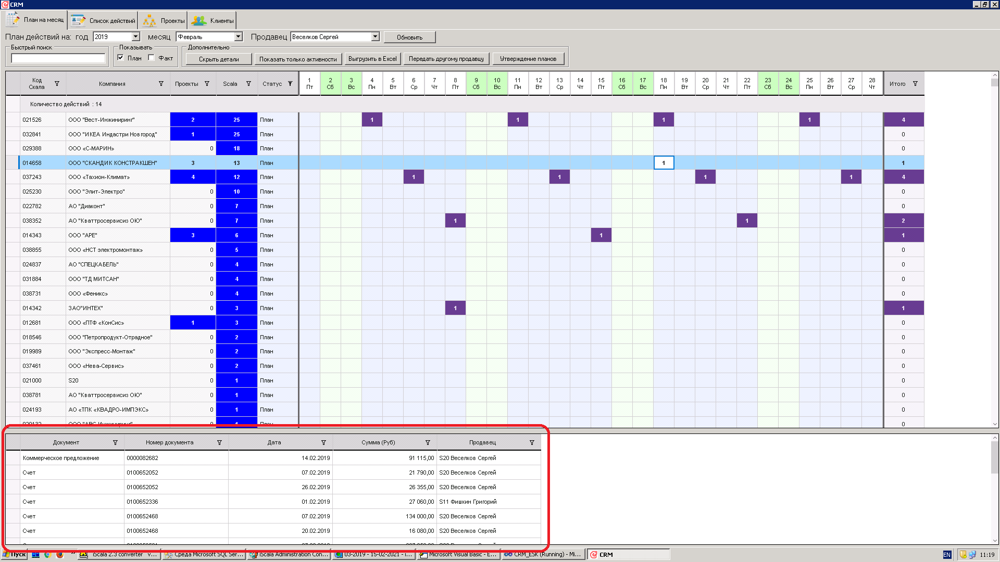 CRM
План на месяц Список действий Проекты Клиенты
План действий на: год 2019 месяц Февраль Продавец Веселков Сергей Обновить
Быстрый поиск Показывать Дополнительно
План Факт Скрыть детали Показать только активности Выгрузить в Excel Передать другому продавцу Утверждение планов
Код Скала Компания Проекты Scala Статус 1 Пт 2 Сб 3 Вс 4 Пн 5 Вт 6 Ср 7 Чт 8 Пт 9 Сб 10 Вс 11 Пн 12 Вт 13 Ср 14 Чт 15 Пт 16 Сб 17 Вс 18 Пн 19 Вт 20 Ср 21 Чт 22 Пт 23 Сб 24 Вс 25 Пн 26 Вт 27 Ср 28 Чт Итого
Количество действий : 14
021526 ООО "Вест-Инжиниринг" 2 25 План 1 1 1 1 4
032841 ООО "ИКЕА Индастри Новгород" 1 25 План 0
029388 ООО «С-МАРИН» 0 18 План 0
014658 ООО "СКАНДИК КОНСТРАКШЕН" 3 13 План 1 1
037243 ООО «Тахион-Климат» 4 12 План 1 1 1 1 4
025230 ООО "Элит-Электро" 0 10 План 0
022782 АО "Диаконт" 0 7 План 0
038352 АО "Кваттросервисиз ОЮ" 0 7 План 1 1 2
014343 ООО "АРЕ" 3 6 План 1 1
038855 ООО «НСТ электромонтаж» 0 5 План 0
024837 АО "СПЕЦКАБЕЛЬ" 0 4 План 0
031884 ООО "ТД МИТСАН" 0 4 План 0
038731 ООО «Феникс» 0 4 План 0
014342 ЗАО"ИНТЕХ" 0 3 План 1 1
012681 ООО «ПТФ «КонСис» 1 3 План 0
018546 ООО "Петропродукт-Отрадное" 0 2 План 0
019989 ООО "Экспресс-Монтаж" 0 2 План 0
037461 ООО «Нева-Сервис» 0 2 План 0
021000 S20 0 1 План 0
038781 АО "Кваттросервисиз ОЮ" 0 1 План 0
024193 АО «ТПК «КВАДРО-ИМПЭКС» 0 1 План 0
0 1 План 0
Документ Номер документа Дата Сумма (Руб) Продавец
Коммерческое предложение 0000082682 14.02.2019 91 115,00 S20 Веселков Сергей
Счет 0100652052 07.02.2019 21 790,00 S20 Веселков Сергей
Счет 0100652052 26.02.2019 26 355,00 S20 Веселков Сергей
Счет 0100652336 01.02.2019 27 060,00 S11 Фишкин Григорий
Счет 0100652468 07.02.2019 134 000,00 S20 Веселков Сергей
Счет 0100652468 20.02.2019 16 080,00 S20 Веселков Сергей
Пуск iScala 2.3 converter - v... Среда Microsoft SQL Ser... iScala Administration Con... 03-2019 - 15-02-2021 - i... Microsoft Visual Basic - E... CRM_ESK (Running) - Mi... CRM EN 11:19